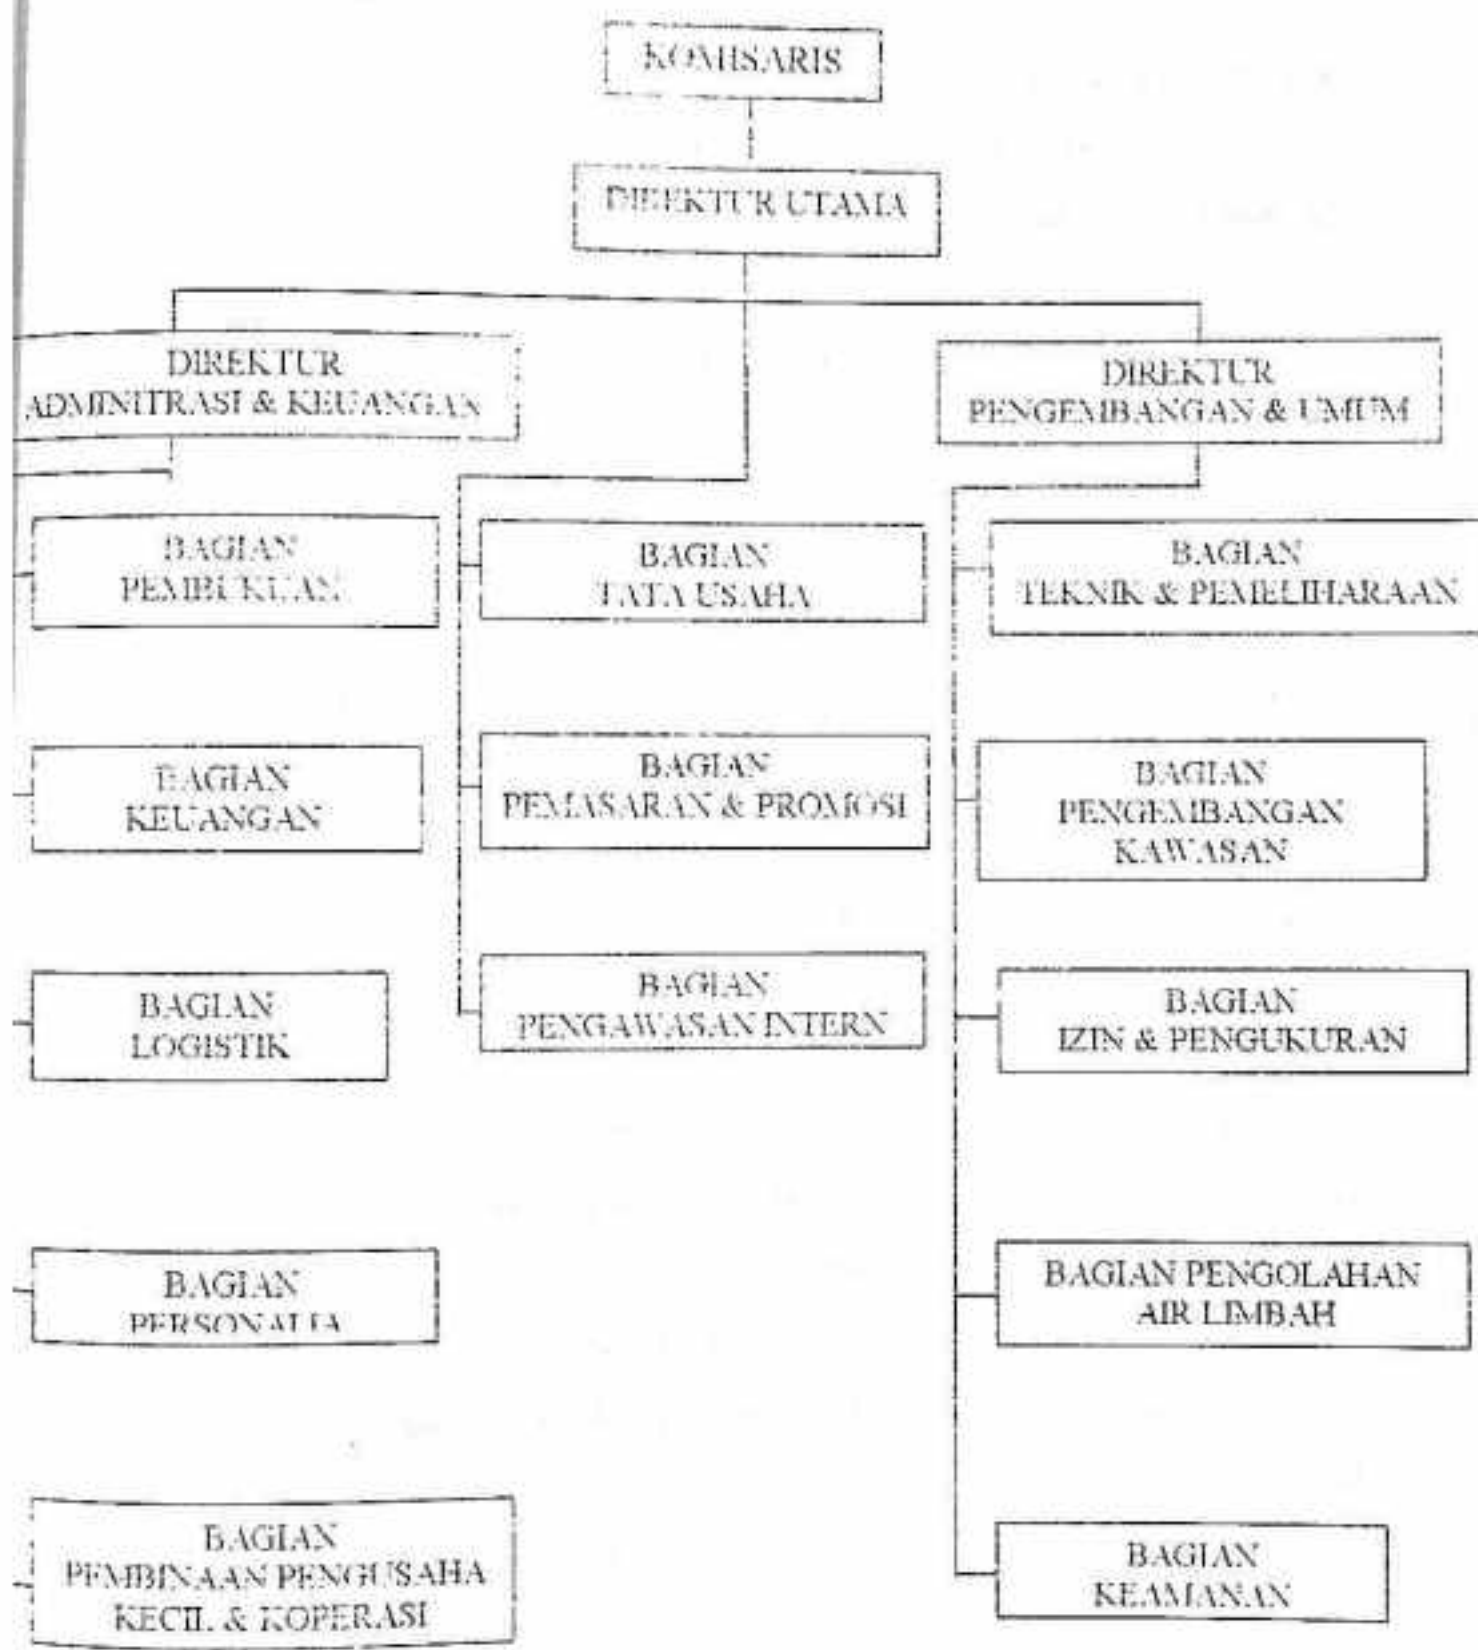 KOMISARIS
DIREKTUR UTAMA
DIREKTUR
ADMINITRASI & KEUANGAN
DIREKTUR
PENGEMBANGAN & UMUM
BAGIAN
PEMBUKUAN
BAGIAN
TATA USAHA
BAGIAN
TEKNIK & PEMELIHARAAN
BAGIAN
KEUANGAN
BAGIAN
PEMASARAN & PROMOSI
BAGIAN
PENGEMBANGAN
KAWASAN
BAGIAN
LOGISTIK
BAGIAN
PENGAWASAN INTERN
BAGIAN
IZIN & PENGUKURAN
BAGIAN
PERSONALIA
BAGIAN PENGOLAHAN
AIR LIMBAH
BAGIAN
PEMBINAAN PENGUSAHA
KECIL & KOPERASI
BAGIAN
KEAMANAN